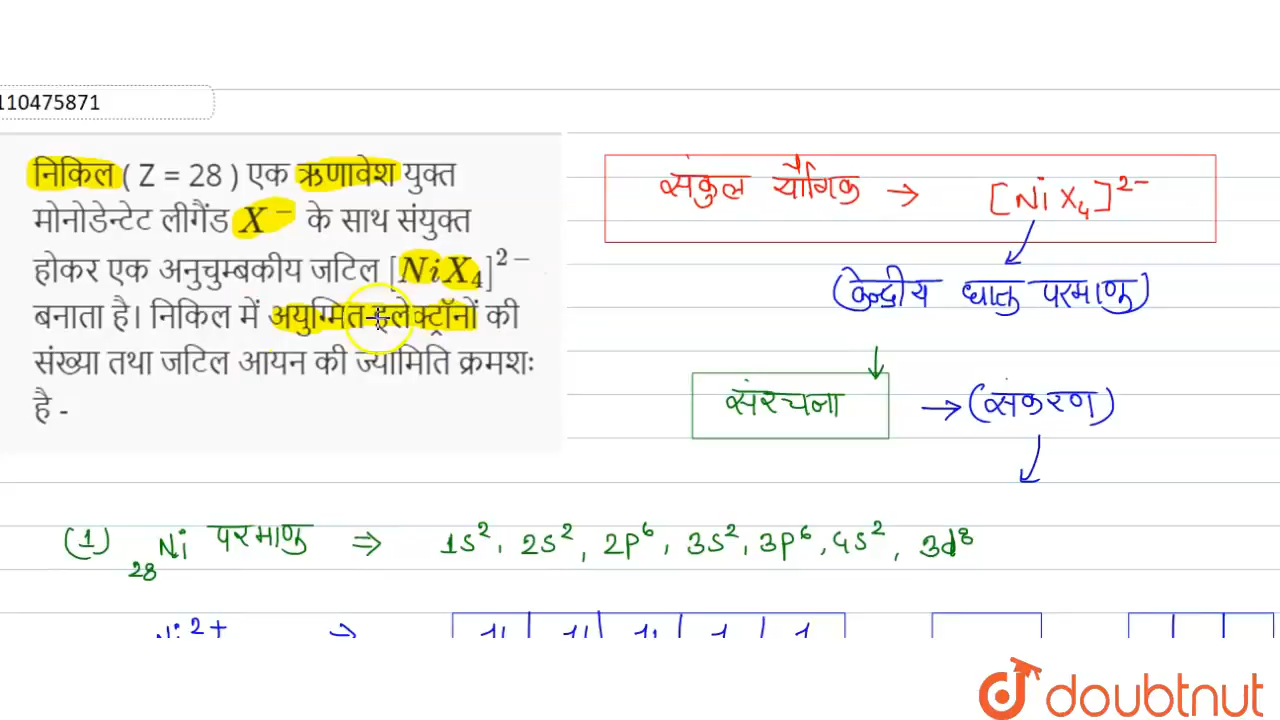 110475871
निकिल ( Z = 28 ) एक ऋणावेश युक्त
मोनोडेन्टेट लीगैंड X⁻ के साथ संयुक्त
होकर एक अनुचुम्बकीय जटिल [NiX₄]²⁻
बनाता है। निकिल में अयुग्मित इलेक्ट्रॉनों की
संख्या तथा जटिल आयन की ज्यामिति क्रमशः
है -
संकुल यौगिक → [NiX₄]²⁻
(केन्द्रीय धातु परमाणु)
संरचना → (संकरण)
(1) ₂₈Ni परमाणु ⇒ 1s², 2s², 2p⁶, 3s², 3p⁶, 4s², 3d⁸
Ni²⁺ ⇒
doubtnut